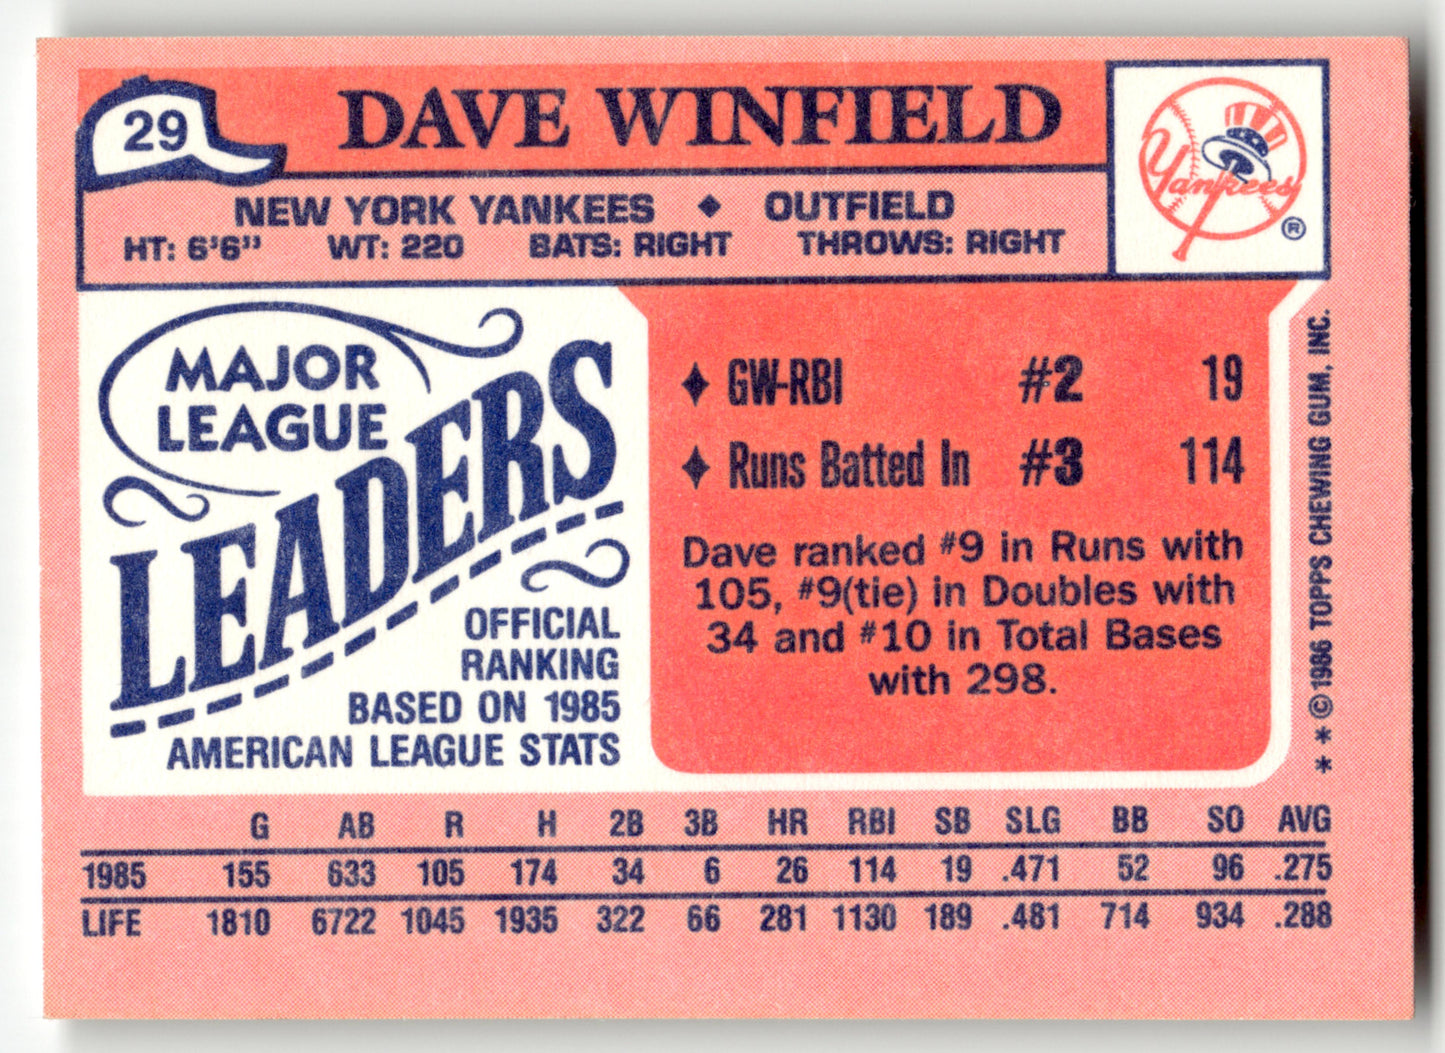 29
DAVE WINFIELD
Yankees
®
NEW YORK YANKEES ♦ OUTFIELD
HT: 6'6" WT: 220 BATS: RIGHT THROWS: RIGHT
MAJOR
LEAGUE
LEADERS
OFFICIAL
RANKING
BASED ON 1985
AMERICAN LEAGUE STATS
♦ GW-RBI #2 19
♦ Runs Batted In #3 114
Dave ranked #9 in Runs with
105, #9(tie) in Doubles with
34 and #10 in Total Bases
with 298.
* * © 1986 TOPPS CHEWING GUM, INC.
G AB R H 2B 3B HR RBI SB SLG BB SO AVG
1985 155 633 105 174 34 6 26 114 19 .471 52 96 .275
LIFE 1810 6722 1045 1935 322 66 281 1130 189 .481 714 934 .288